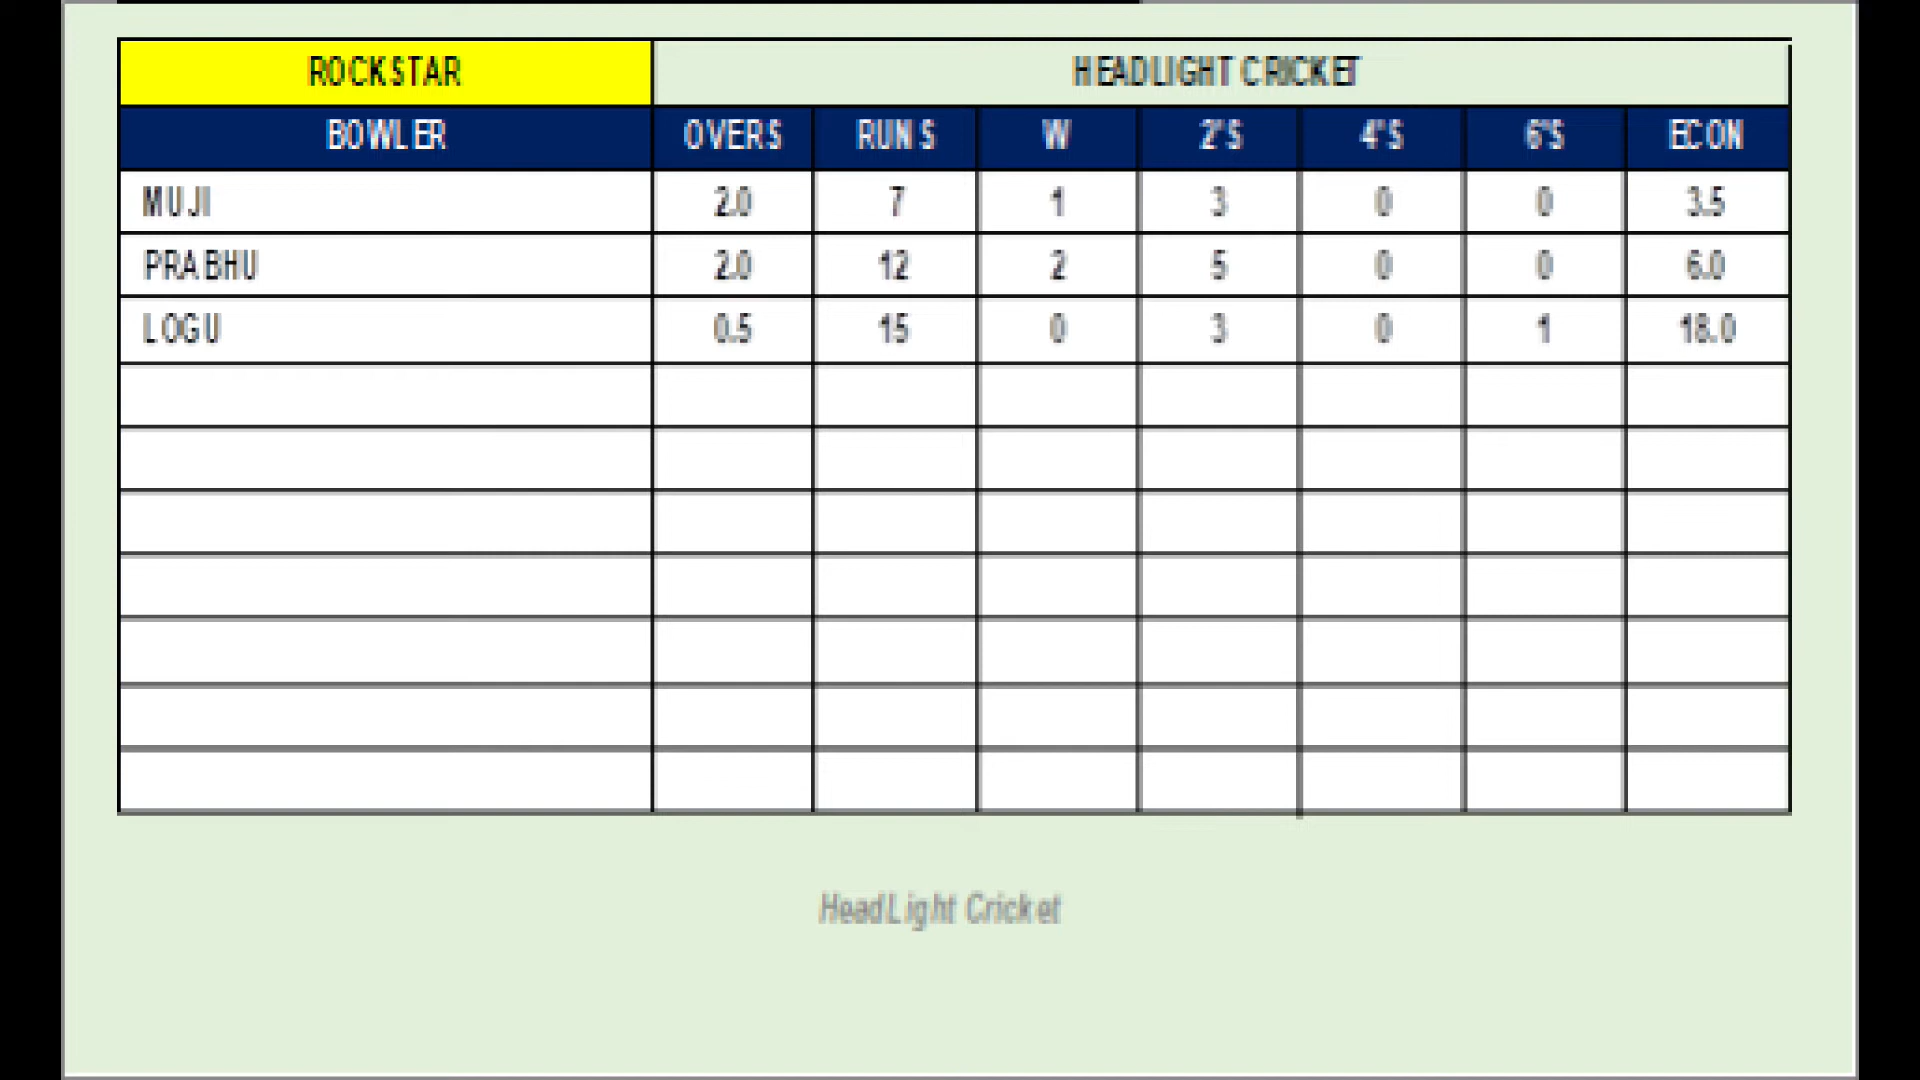 ROCKSTAR HEADLIGHT CRICKET
BOWLER OVERS RUNS W 2'S 4'S 6'S ECON
MUJI 2.0 7 1 3 0 0 3.5
PRABHU 2.0 12 2 5 0 0 6.0
LOGU 0.5 15 0 3 0 1 18.0
HeadLight Cricket